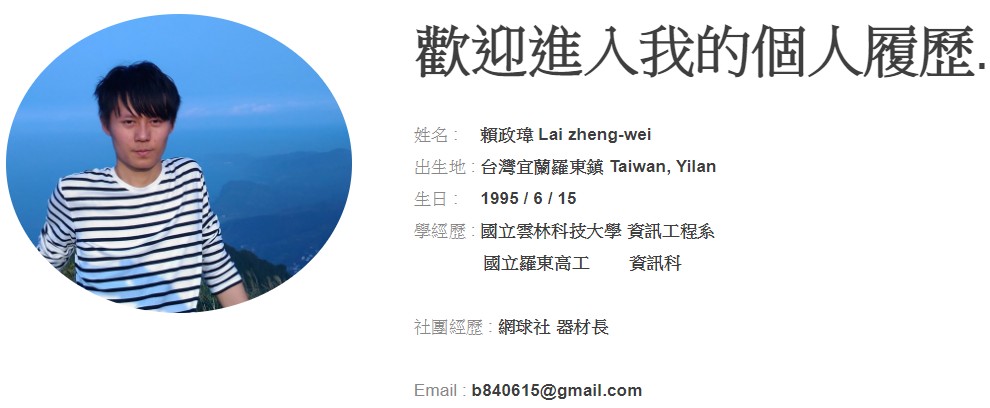 歡迎進入我的個人履歷.
姓名 : 賴政瑋 Lai zheng-wei
出生地 : 台灣宜蘭羅東鎮 Taiwan, Yilan
生日 : 1995 / 6 / 15
學經歷 : 國立雲林科技大學 資訊工程系
國立羅東高工 資訊科
社團經歷 : 網球社 器材長
Email : b840615@gmail.com